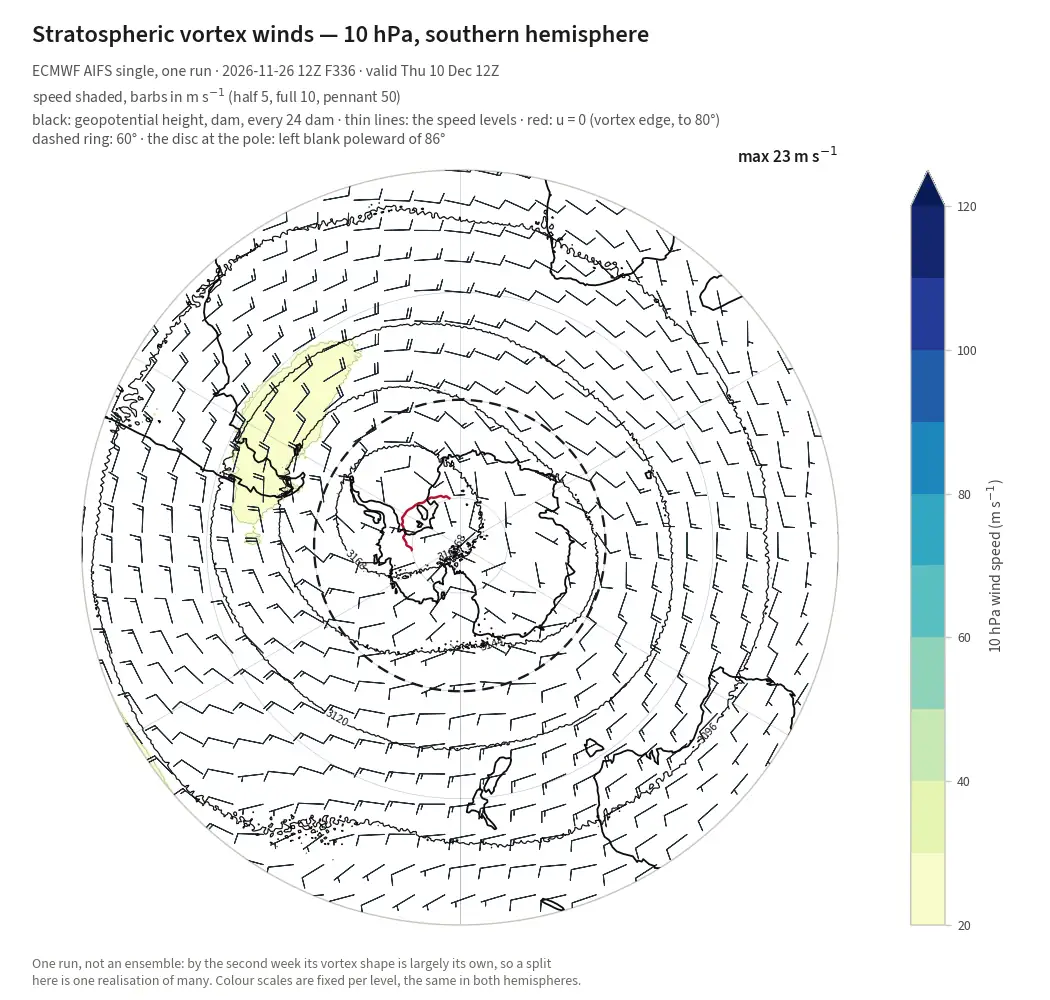 Stratospheric vortex winds — 10 hPa, southern hemisphere
ECMWF AIFS single, one run · 2026-11-26 12Z F336 · valid Thu 10 Dec 12Z
speed shaded, barbs in m s⁻¹ (half 5, full 10, pennant 50)
black: geopotential height, dam, every 24 dam · thin lines: the speed levels · red: u = 0 (vortex edge, to 80°)
dashed ring: 60° · the disc at the pole: left blank poleward of 86°
max 23 m s⁻¹
120
100
80
60
40
20
10 hPa wind speed (m s⁻¹)
3120
One run, not an ensemble: by the second week its vortex shape is largely its own, so a split
here is one realisation of many. Colour scales are fixed per level, the same in both hemispheres.